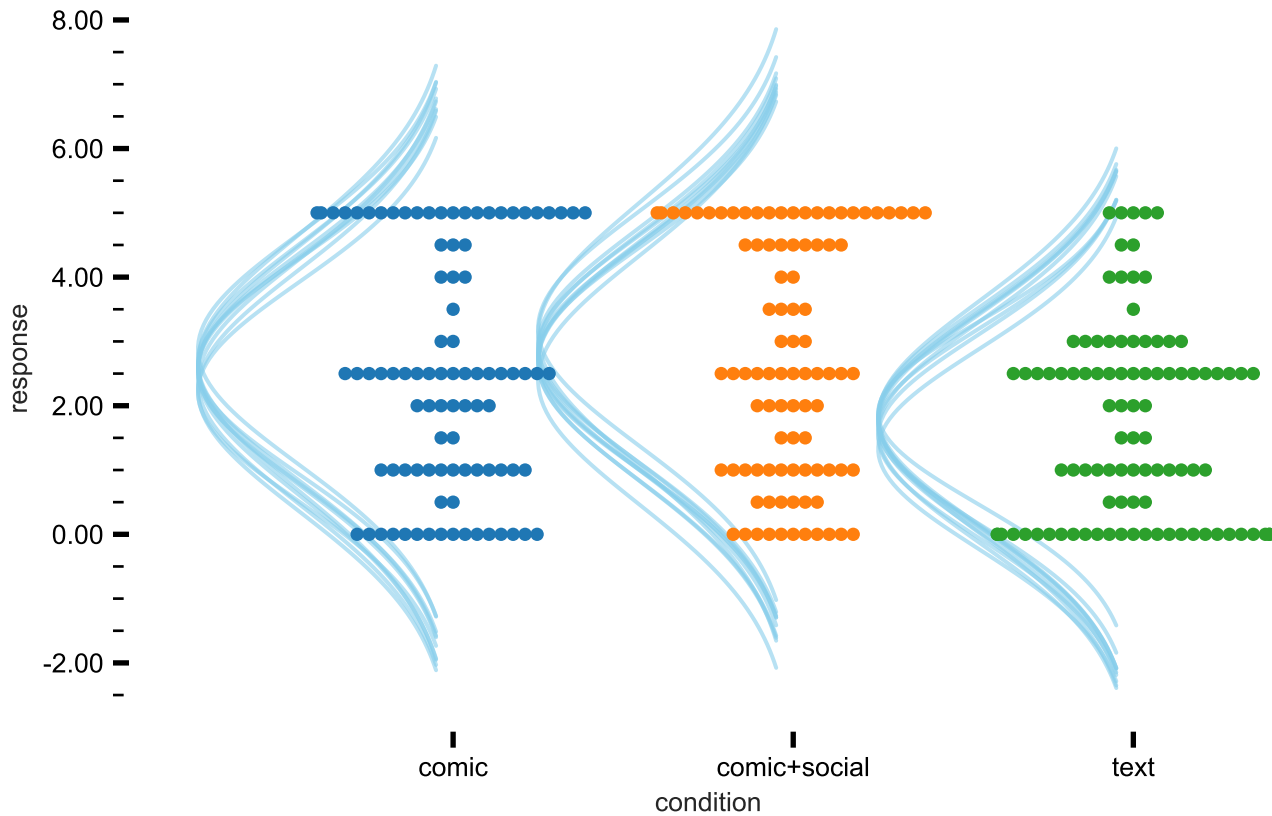 8.00
6.00
4.00
2.00
0.00
-2.00
response
comic
comic+social
text
condition